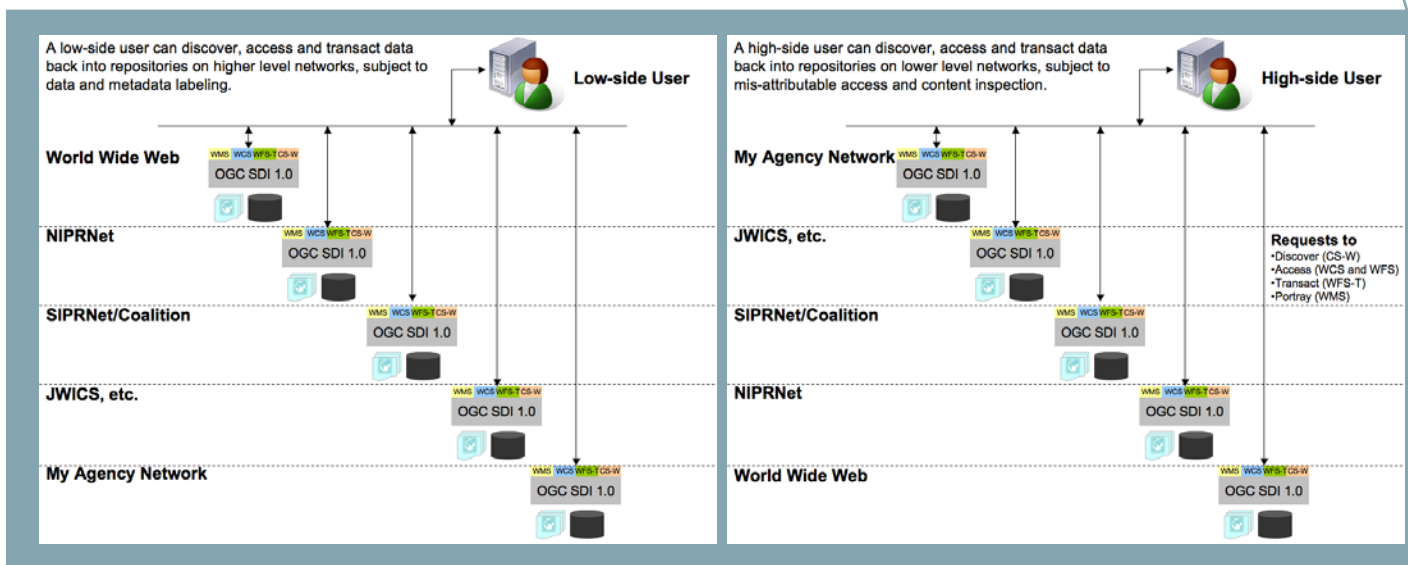 A low-side user can discover, access and transact data
back into repositories on higher level networks, subject to
data and metadata labeling.
Low-side User
World Wide Web
WMS WCS WFS-T CS-W
OGC SDI 1.0
NIPRNet
WMS WCS WFS-T CS-W
OGC SDI 1.0
SIPRNet/Coalition
WMS WCS WFS-T CS-W
OGC SDI 1.0
JWICS, etc.
WMS WCS WFS-T CS-W
OGC SDI 1.0
My Agency Network
WMS WCS WFS-T CS-W
OGC SDI 1.0
A high-side user can discover, access and transact data
back into repositories on lower level networks, subject to
mis-attributable access and content inspection.
High-side User
My Agency Network
WMS WCS WFS-T CS-W
OGC SDI 1.0
JWICS, etc.
WMS WCS WFS-T CS-W
OGC SDI 1.0
Requests to
•Discover (CS-W)
•Access (WCS and WFS)
•Transact (WFS-T)
•Portray (WMS)
SIPRNet/Coalition
WMS WCS WFS-T CS-W
OGC SDI 1.0
NIPRNet
WMS WCS WFS-T CS-W
OGC SDI 1.0
World Wide Web
WMS WCS WFS-T CS-W
OGC SDI 1.0